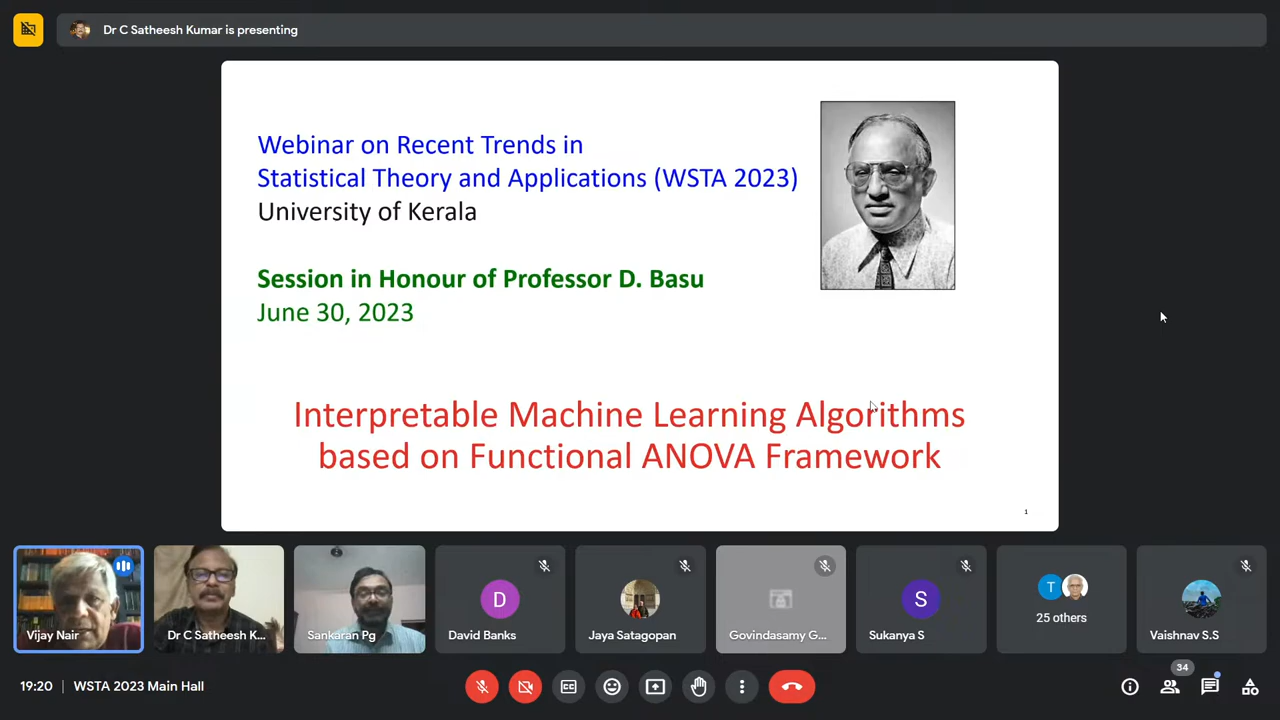 Dr C Satheesh Kumar is presenting
Webinar on Recent Trends in
Statistical Theory and Applications (WSTA 2023)
University of Kerala
Session in Honour of Professor D. Basu
June 30, 2023
Interpretable Machine Learning Algorithms
based on Functional ANOVA Framework
1
Vijay Nair
Dr C Satheesh K...
Sankaran Pg
D
David Banks
Jaya Satagopan
Govindasamy G...
S
Sukanya S
T
25 others
Vaishnav S.S
19:20 | WSTA 2023 Main Hall
CC
34